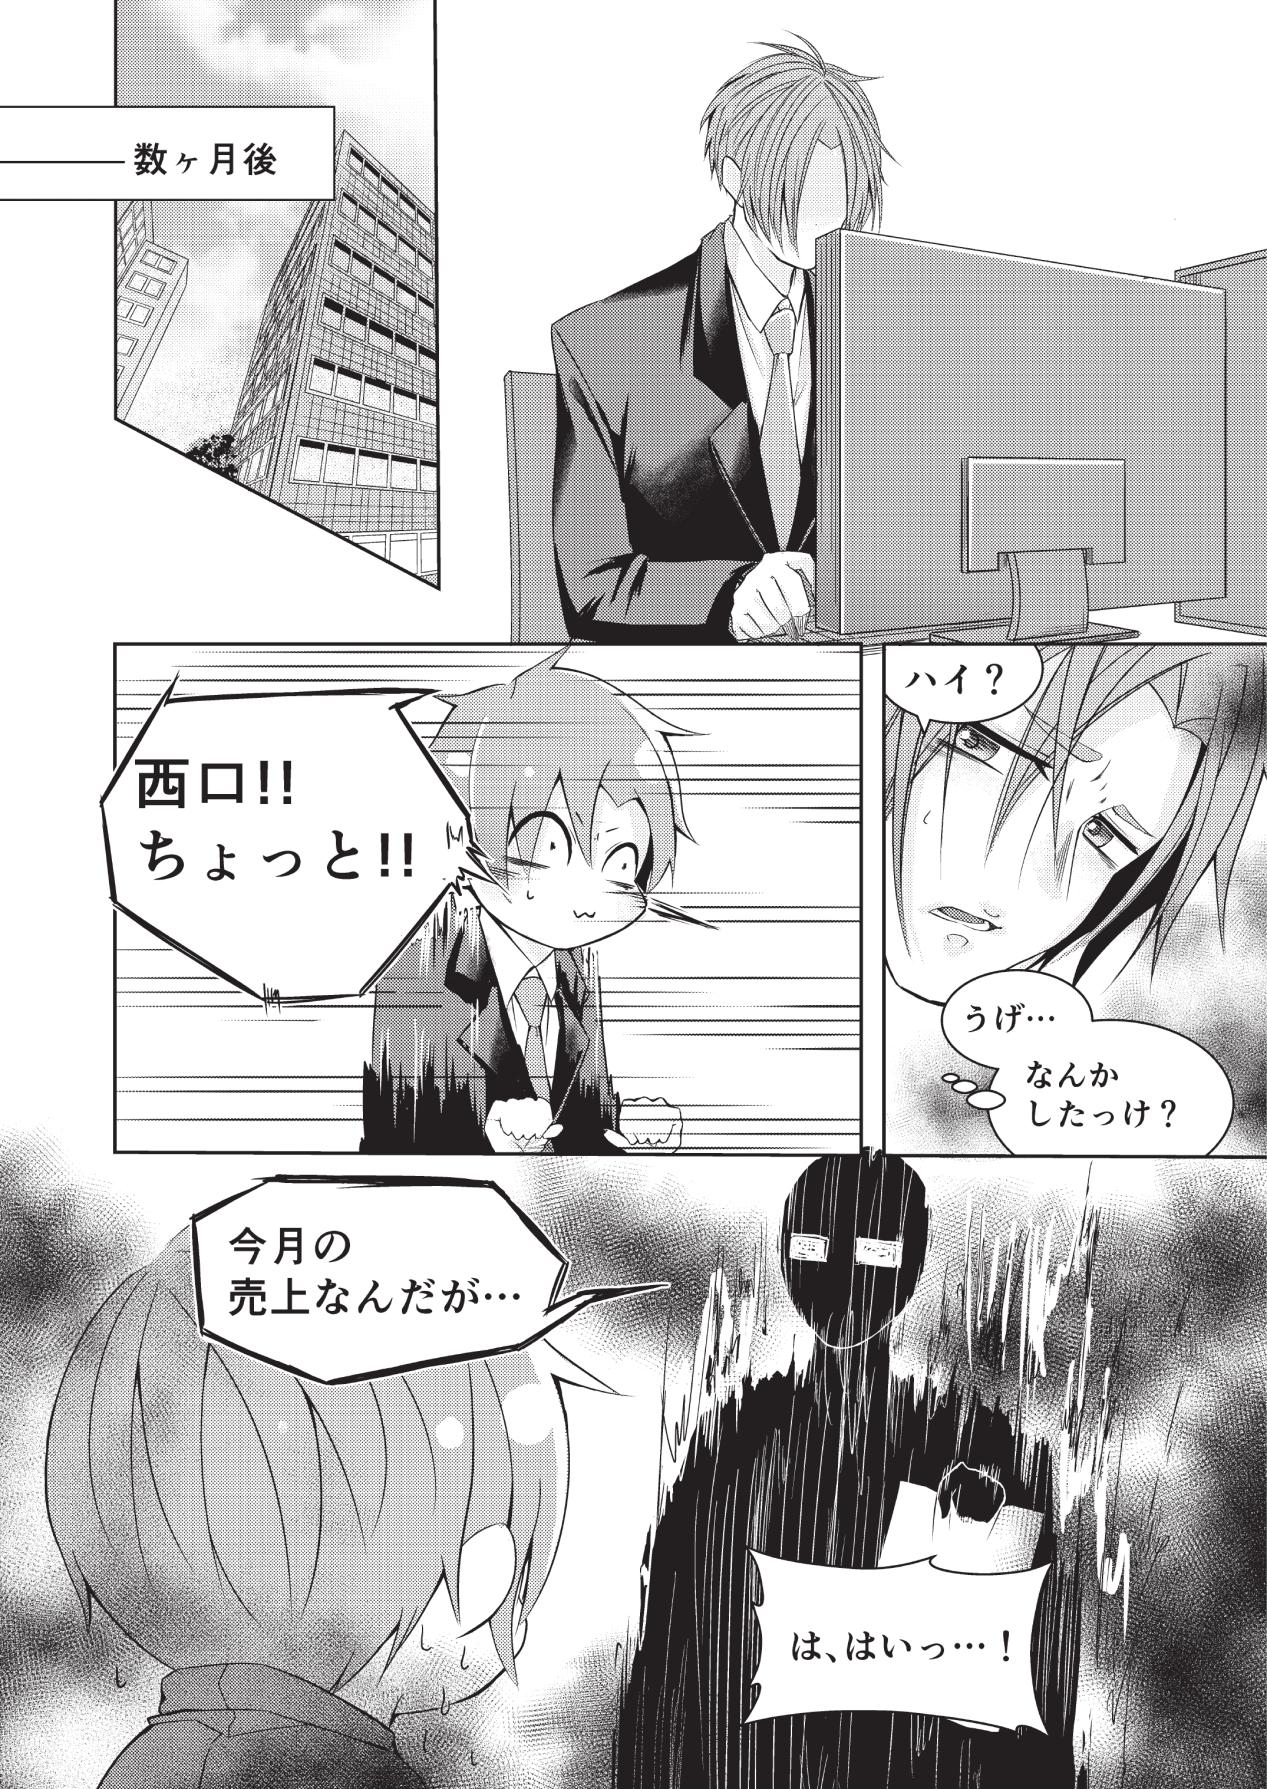 ――数ヶ月後
西口!!
ちょっと!!
ハイ?
うげ…
なんか
したっけ?
今月の
売上なんだが…
は、はいっ…!